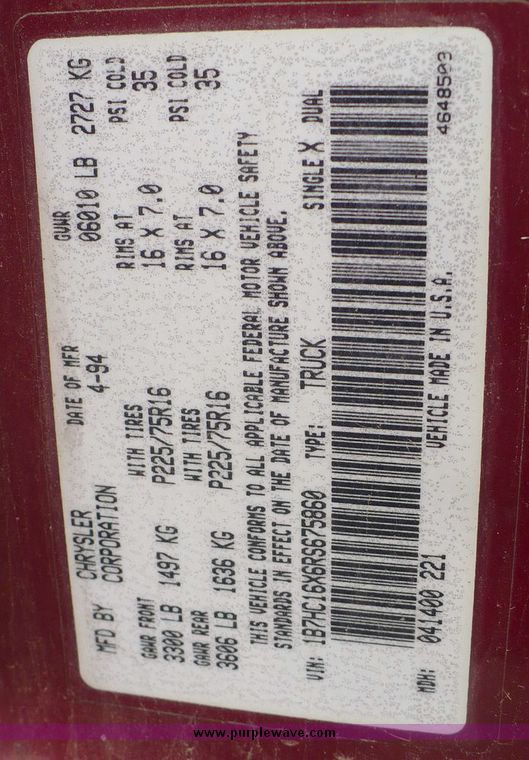 MFD BY CHRYSLER CORPORATION DATE OF MFR 4-94 GVWR 06010 LB 2727 KG
GAWR FRONT WITH TIRES RIMS AT PSI COLD
3300 LB 1497 KG P225/75R16 16 X 7.0 35
GAWR REAR WITH TIRES RIMS AT PSI COLD
3606 LB 1636 KG P225/75R16 16 X 7.0 35
THIS VEHICLE CONFORMS TO ALL APPLICABLE FEDERAL MOTOR VEHICLE SAFETY
STANDARDS IN EFFECT ON THE DATE OF MANUFACTURE SHOWN ABOVE.
VIN: 1B7HC16X6RS675860 TYPE: TRUCK SINGLE X DUAL
MDH: 041400 221 VEHICLE MADE IN U.S.A. 4648503
www.purplewave.com